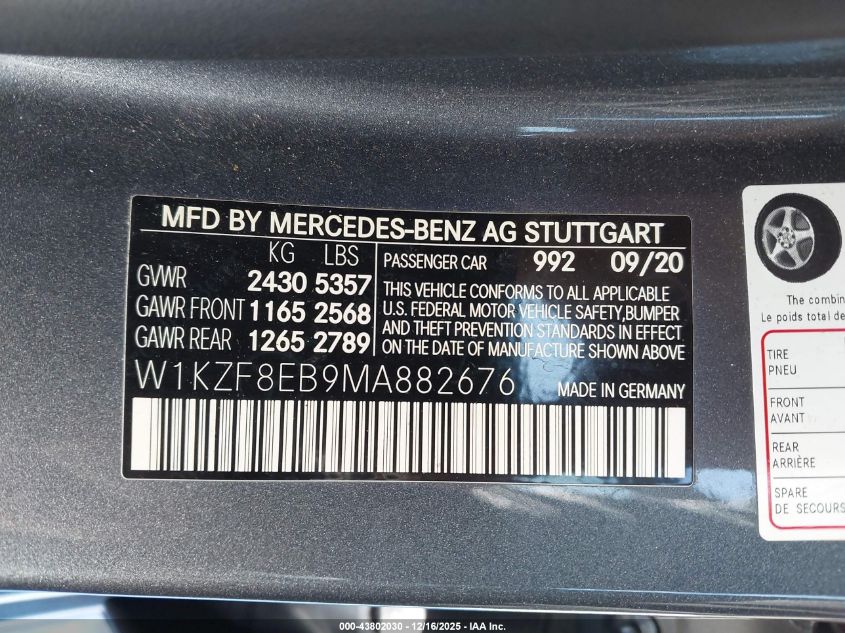 MFD BY MERCEDES-BENZ AG STUTTGART
KG LBS
GVWR 2430 5357
GAWR FRONT 1165 2568
GAWR REAR 1265 2789
PASSENGER CAR 992 09/20
THIS VEHICLE CONFORMS TO ALL APPLICABLE
U.S. FEDERAL MOTOR VEHICLE SAFETY,BUMPER
AND THEFT PREVENTION STANDARDS IN EFFECT
ON THE DATE OF MANUFACTURE SHOWN ABOVE
W1KZF8EB9MA882676
MADE IN GERMANY
The combin
Le poids total de
TIRE
PNEU
FRONT
AVANT
REAR
ARRIÈRE
SPARE
DE SECOURS
000-43802030 - 12/16/2025 - IAA Inc.